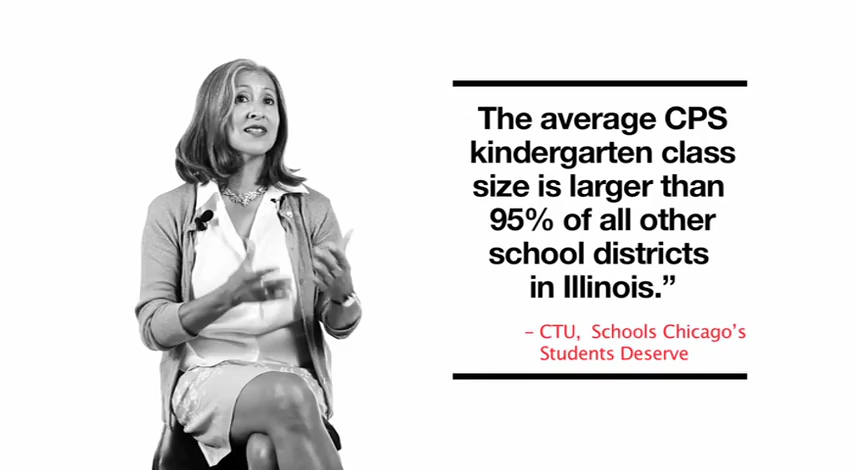 The average CPS
kindergarten class
size is larger than
95% of all other
school districts
in Illinois.”
– CTU, Schools Chicago’s
Students Deserve